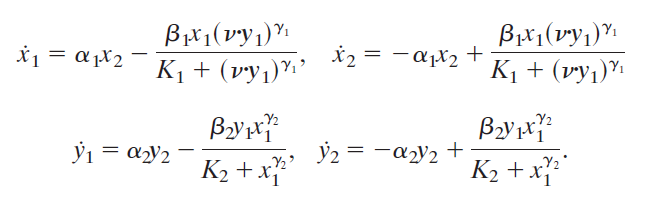 ẋ₁ = α₁x₂ − β₁x₁(ν·y₁)^γ₁ / (K₁ + (ν·y₁)^γ₁), ẋ₂ = −α₁x₂ + β₁x₁(ν·y₁)^γ₁ / (K₁ + (ν·y₁)^γ₁)
ẏ₁ = α₂y₂ − β₂y₁x₁^γ₂ / (K₂ + x₁^γ₂), ẏ₂ = −α₂y₂ + β₂y₁x₁^γ₂ / (K₂ + x₁^γ₂).